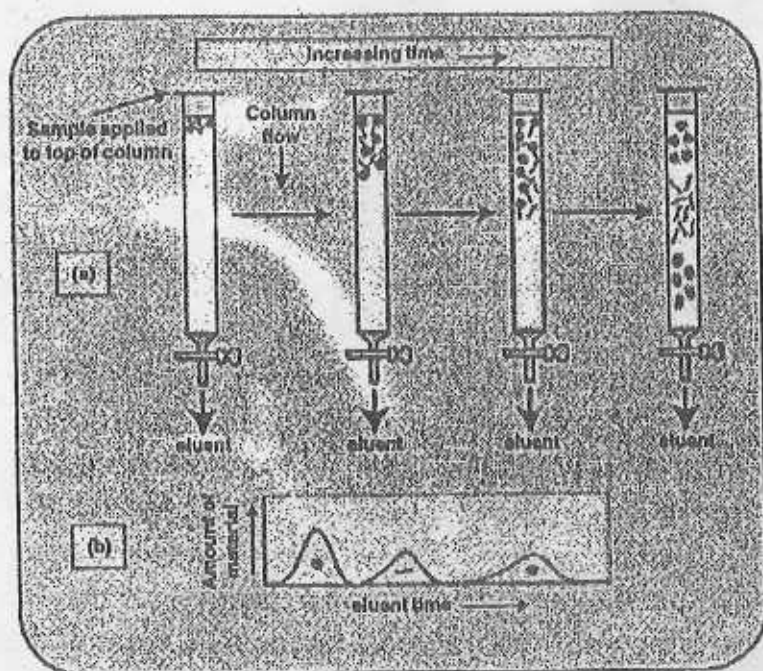 increasing time
Sample applied
to top of column
Column
flow
(a)
eluent
eluent
eluent
eluent
(b)
Amount of
material
eluent time